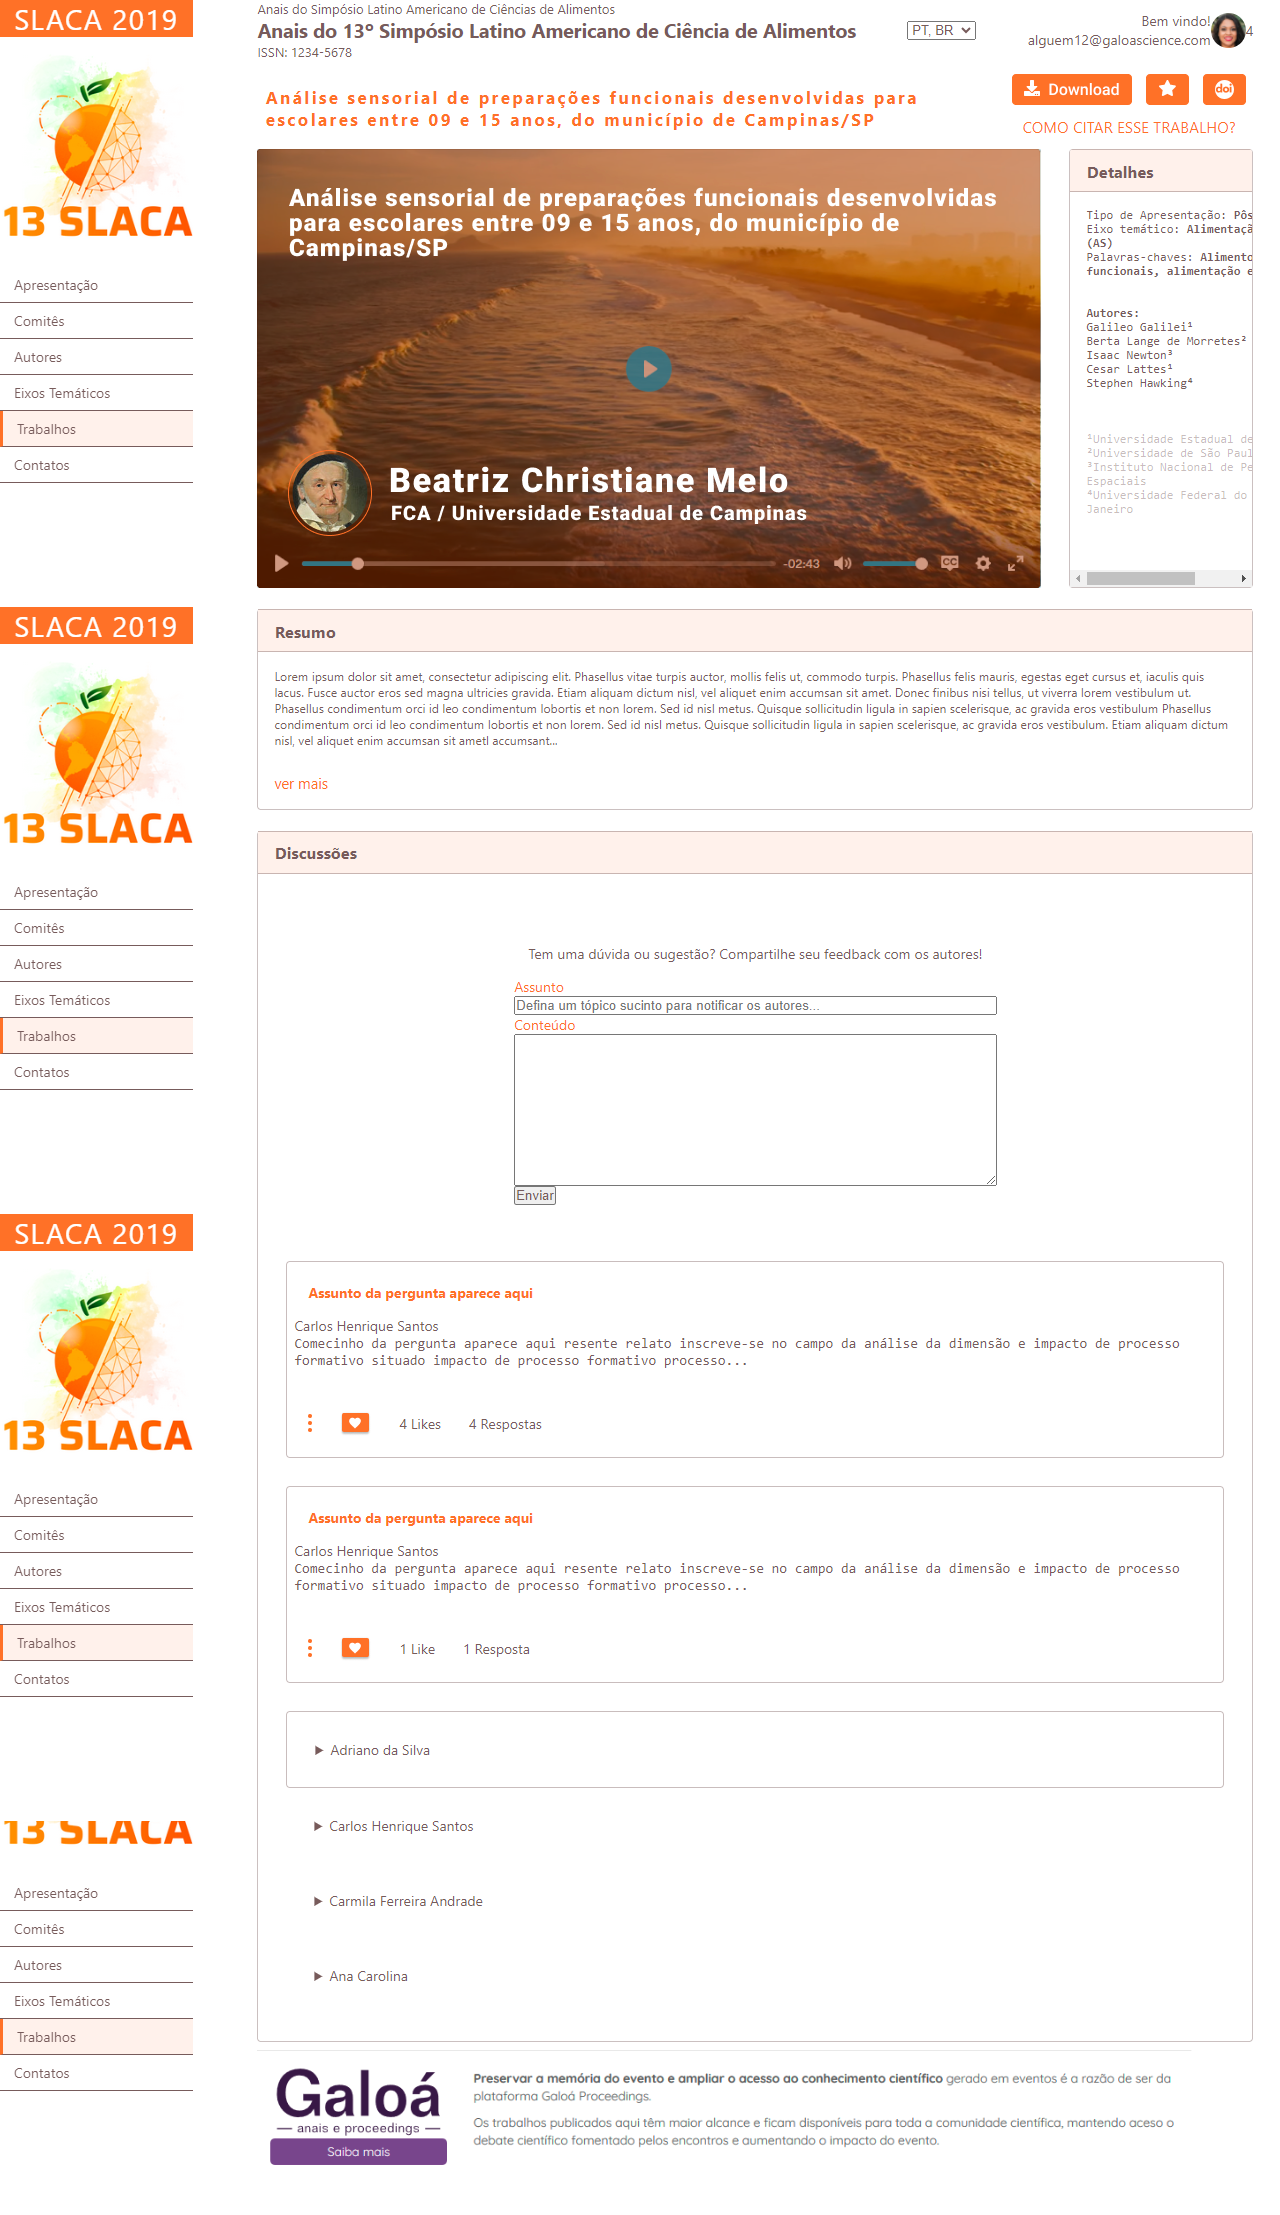 SLACA 2019
13 SLACA
Apresentação
Comitês
Autores
Eixos Temáticos
Trabalhos
Contatos
Anais do Simpósio Latino Americano de Ciências de Alimentos
Anais do 13º Simpósio Latino Americano de Ciência de Alimentos
ISSN: 1234-5678
PT, BR
Bem vindo!
alguem12@galoascience.com
4
Análise sensorial de preparações funcionais desenvolvidas para
escolares entre 09 e 15 anos, do município de Campinas/SP
Download
doi
COMO CITAR ESSE TRABALHO?
Análise sensorial de preparações funcionais desenvolvidas
para escolares entre 09 e 15 anos, do município de
Campinas/SP
Beatriz Christiane Melo
FCA / Universidade Estadual de Campinas
-02:43
CC
Detalhes
Tipo de Apresentação: Pôs
Eixo temático: Alimentaçã
(AS)
Palavras-chaves: Alimento
funcionais, alimentação e
Autores:
Galileo Galilei¹
Berta Lange de Morretes²
Isaac Newton³
Cesar Lattes¹
Stephen Hawking⁴
¹Universidade Estadual de
²Universidade de São Paul
³Instituto Nacional de Pe
Espaciais
⁴Universidade Federal do
Janeiro
SLACA 2019
13 SLACA
Apresentação
Comitês
Autores
Eixos Temáticos
Trabalhos
Contatos
Resumo
Lorem ipsum dolor sit amet, consectetur adipiscing elit. Phasellus vitae turpis auctor, mollis felis ut, commodo turpis. Phasellus felis mauris, egestas eget cursus et, iaculis quis
lacus. Fusce auctor eros sed magna ultricies gravida. Etiam aliquam dictum nisl, vel aliquet enim accumsan sit amet. Donec finibus nisi tellus, ut viverra lorem vestibulum ut.
Phasellus condimentum orci id leo condimentum lobortis et non lorem. Sed id nisl metus. Quisque sollicitudin ligula in sapien scelerisque, ac gravida eros vestibulum Phasellus
condimentum orci id leo condimentum lobortis et non lorem. Sed id nisl metus. Quisque sollicitudin ligula in sapien scelerisque, ac gravida eros vestibulum. Etiam aliquam dictum
nisl, vel aliquet enim accumsan sit ametl accumsant...
ver mais
Discussões
Tem uma dúvida ou sugestão? Compartilhe seu feedback com os autores!
Assunto
Defina um tópico sucinto para notificar os autores...
Conteúdo
Enviar
SLACA 2019
13 SLACA
Apresentação
Comitês
Autores
Eixos Temáticos
Trabalhos
Contatos
Assunto da pergunta aparece aqui
Carlos Henrique Santos
Comecinho da pergunta aparece aqui resente relato inscreve-se no campo da análise da dimensão e impacto de processo
formativo situado impacto de processo formativo processo...
4 Likes
4 Respostas
Assunto da pergunta aparece aqui
Carlos Henrique Santos
Comecinho da pergunta aparece aqui resente relato inscreve-se no campo da análise da dimensão e impacto de processo
formativo situado impacto de processo formativo processo...
1 Like
1 Resposta
Adriano da Silva
Carlos Henrique Santos
Carmila Ferreira Andrade
Ana Carolina
13 SLACA
Apresentação
Comitês
Autores
Eixos Temáticos
Trabalhos
Contatos
Galoá
anais e proceedings
Saiba mais
Preservar a memória do evento e ampliar o acesso ao conhecimento científico gerado em eventos é a razão de ser da
plataforma Galoá Proceedings.
Os trabalhos publicados aqui têm maior alcance e ficam disponíveis para toda a comunidade científica, mantendo aceso o
debate científico fomentado pelos encontros e aumentando o impacto do evento.